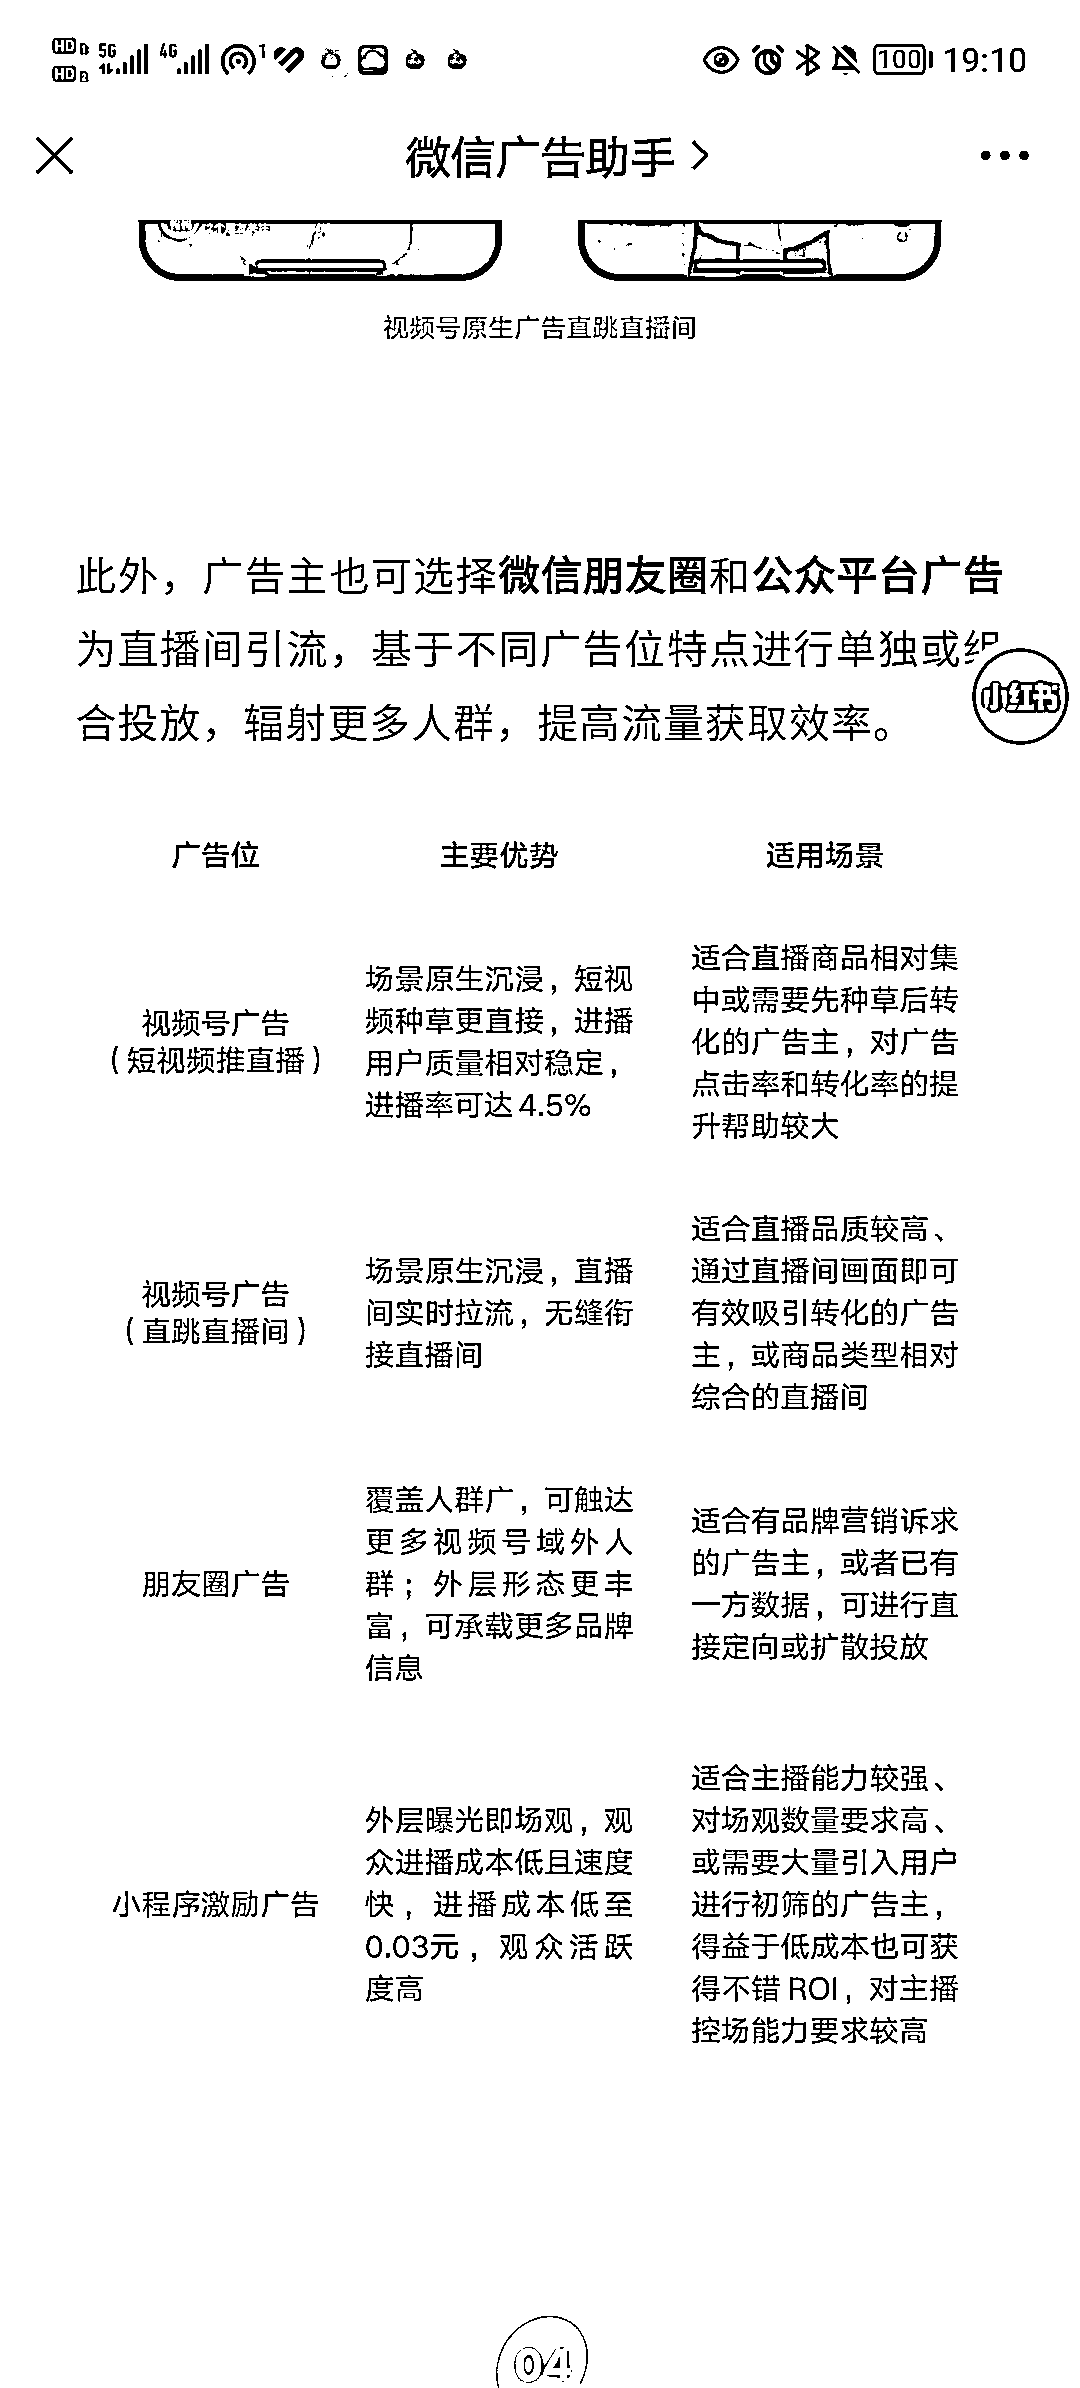 5G 4G 100 19:10
微信广告助手
视频号原生广告直跳直播间
此外，广告主也可选择微信朋友圈和公众平台广告
为直播间引流，基于不同广告位特点进行单独或组
小红书
合投放，辐射更多人群，提高流量获取效率。
广告位 主要优势 适用场景
视频号广告
（短视频推直播）
场景原生沉浸，短视
频种草更直接，进播
用户质量相对稳定，
进播率可达 4.5%
适合直播商品相对集
中或需要先种草后转
化的广告主，对广告
点击率和转化率的提
升帮助较大
视频号广告
（直跳直播间）
场景原生沉浸，直播
间实时拉流，无缝衔
接直播间
适合直播品质较高、
通过直播间画面即可
有效吸引转化的广告
主，或商品类型相对
综合的直播间
朋友圈广告
覆盖人群广，可触达
更多视频号域外人
群；外层形态更丰
富，可承载更多品牌
信息
适合有品牌营销诉求
的广告主，或者已有
一方数据，可进行直
接定向或扩散投放
小程序激励广告
外层曝光即场观，观
众进播成本低且速度
快，进播成本低至
0.03元，观众活跃
度高
适合主播能力较强、
对场观数量要求高、
或需要大量引入用户
进行初筛的广告主，
得益于低成本也可获
得不错 ROI，对主播
控场能力要求较高
04